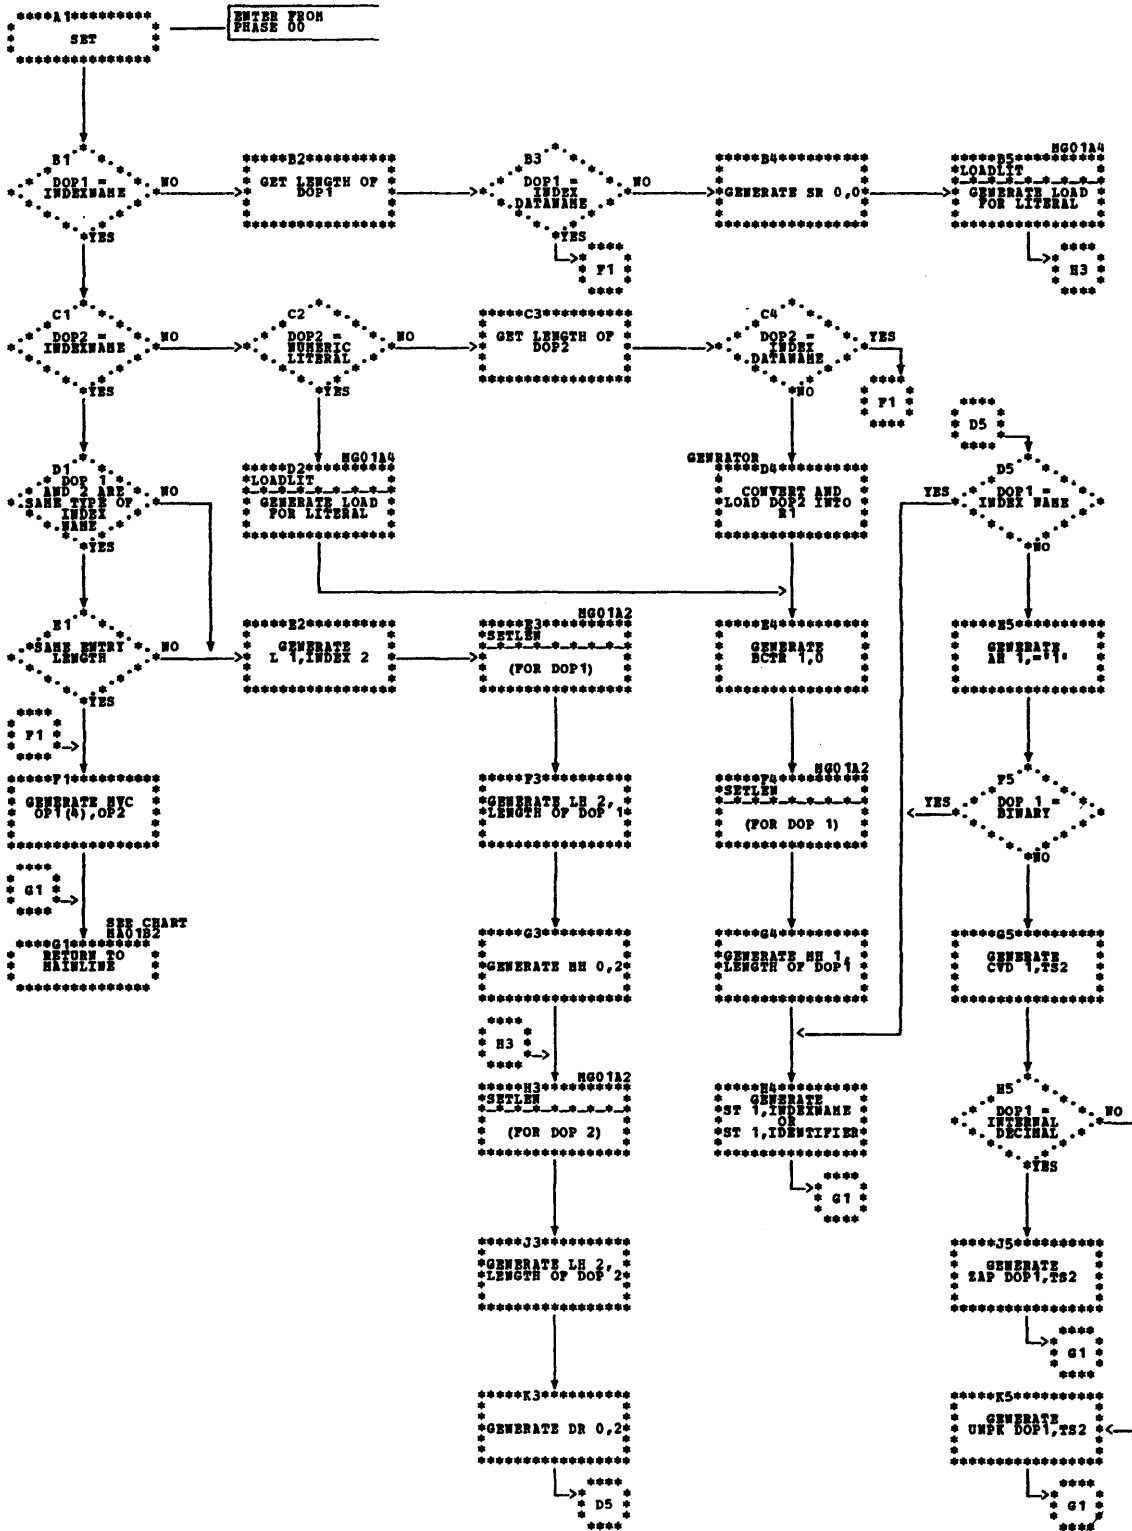 A1
SET
ENTER FROM
PHASE 00
B1
DOP1 =
INDEXNAME
NO
YES
B2
GET LENGTH OF
DOP1
B3
DOP1 =
INDEX
DATANAME
NO
YES
F1
B4
GENERATE SR 0,0
MG01A4
B5
LOADLIT
GENERATE LOAD
FOR LITERAL
H3
C1
DOP2 =
INDEXNAME
NO
YES
C2
DOP2 =
NUMERIC
LITERAL
NO
YES
C3
GET LENGTH OF
DOP2
C4
DOP2 =
INDEX
DATANAME
YES
NO
F1
D5
D1
DOP 1
AND 2 ARE
SAME TYPE OF
INDEX
NAME
NO
YES
MG01A4
D2
LOADLIT
GENERATE LOAD
FOR LITERAL
GENRATOR
D4
CONVERT AND
LOAD DOP2 INTO
R1
D5
DOP1 =
INDEX NAME
YES
NO
E1
SAME ENTRY
LENGTH
NO
YES
E2
GENERATE
L 1,INDEX 2
MG01A2
E3
SETLEN
(FOR DOP1)
E4
GENERATE
BCTR 1,0
E5
GENERATE
AH 1,='1'
F1
F1
GENERATE MVC
OP1(4),OP2
F3
GENERATE LH 2,
LENGTH OF DOP 1
MG01A2
F4
SETLEN
(FOR DOP 1)
F5
DOP 1 =
BINARY
YES
NO
G1
SEE CHART
MA01B2
G1
RETURN TO
MAINLINE
G3
GENERATE MH 0,2
G4
GENERATE MH 1,
LENGTH OF DOP1
G5
GENERATE
CVD 1,TS2
H3
MG01A2
H3
SETLEN
(FOR DOP 2)
H4
GENERATE
ST 1,INDEXNAME
OR
ST 1,IDENTIFIER
G1
H5
DOP1 =
INTERNAL
DECIMAL
NO
YES
J3
GENERATE LH 2,
LENGTH OF DOP 2
J5
GENERATE
ZAP DOP1,TS2
G1
K3
GENERATE DR 0,2
D5
K5
GENERATE
UNPK DOP1,TS2
G1